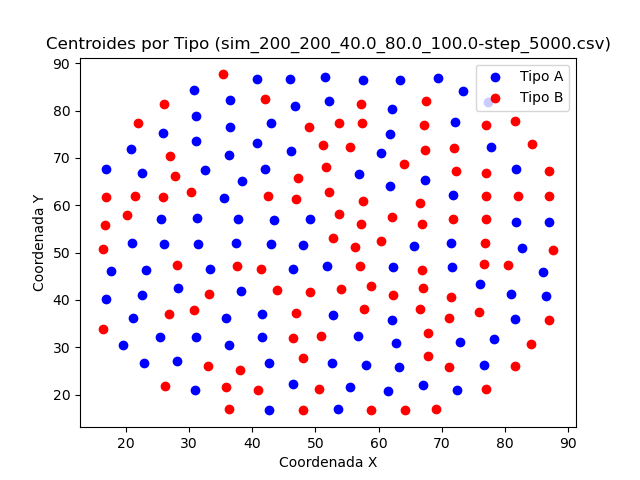 Centroides por Tipo (sim_200_200_40.0_80.0_100.0-step_5000.csv)
Tipo A
Tipo B
90
80
70
60
50
40
30
20
Coordenada Y
20 30 40 50 60 70 80 90
Coordenada X